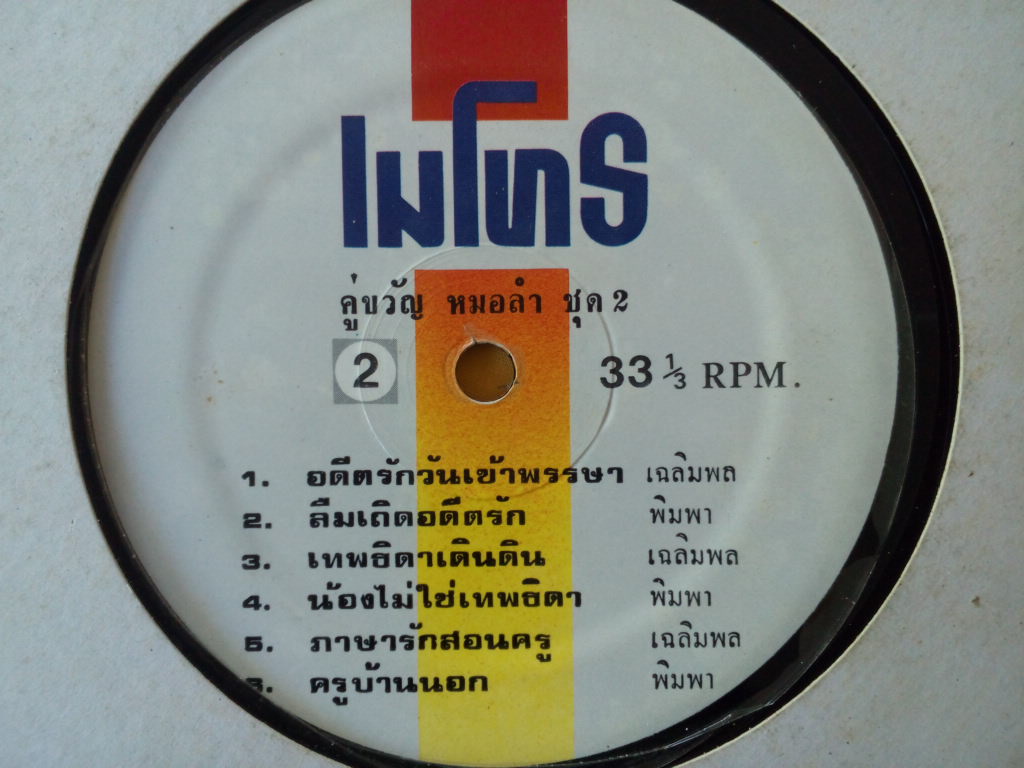 เมโทร
คู่ขวัญ หมอลำ ชุด 2
2 33 ⅓ RPM.
1. อดีตรักวันเข้าพรรษา เฉลิมพล
2. ลืมเถิดอดีตรัก พิมพา
3. เทพธิดาเดินดิน เฉลิมพล
4. น้องไม่ใช่เทพธิดา พิมพา
5. ภาษารักสอนครู เฉลิมพล
6. ครูบ้านนอก พิมพา